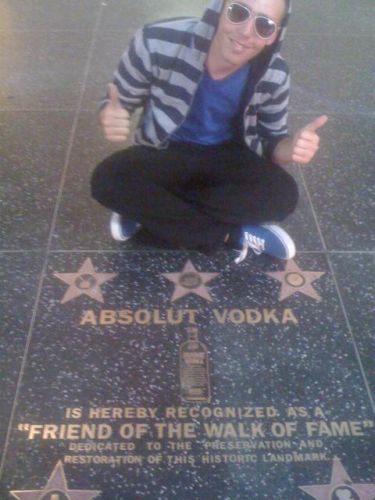 ABSOLUT VODKA
IS HEREBY RECOGNIZED AS A
"FRIEND OF THE WALK OF FAME"
DEDICATED TO THE PRESERVATION AND
RESTORATION OF THIS HISTORIC LANDMARK...